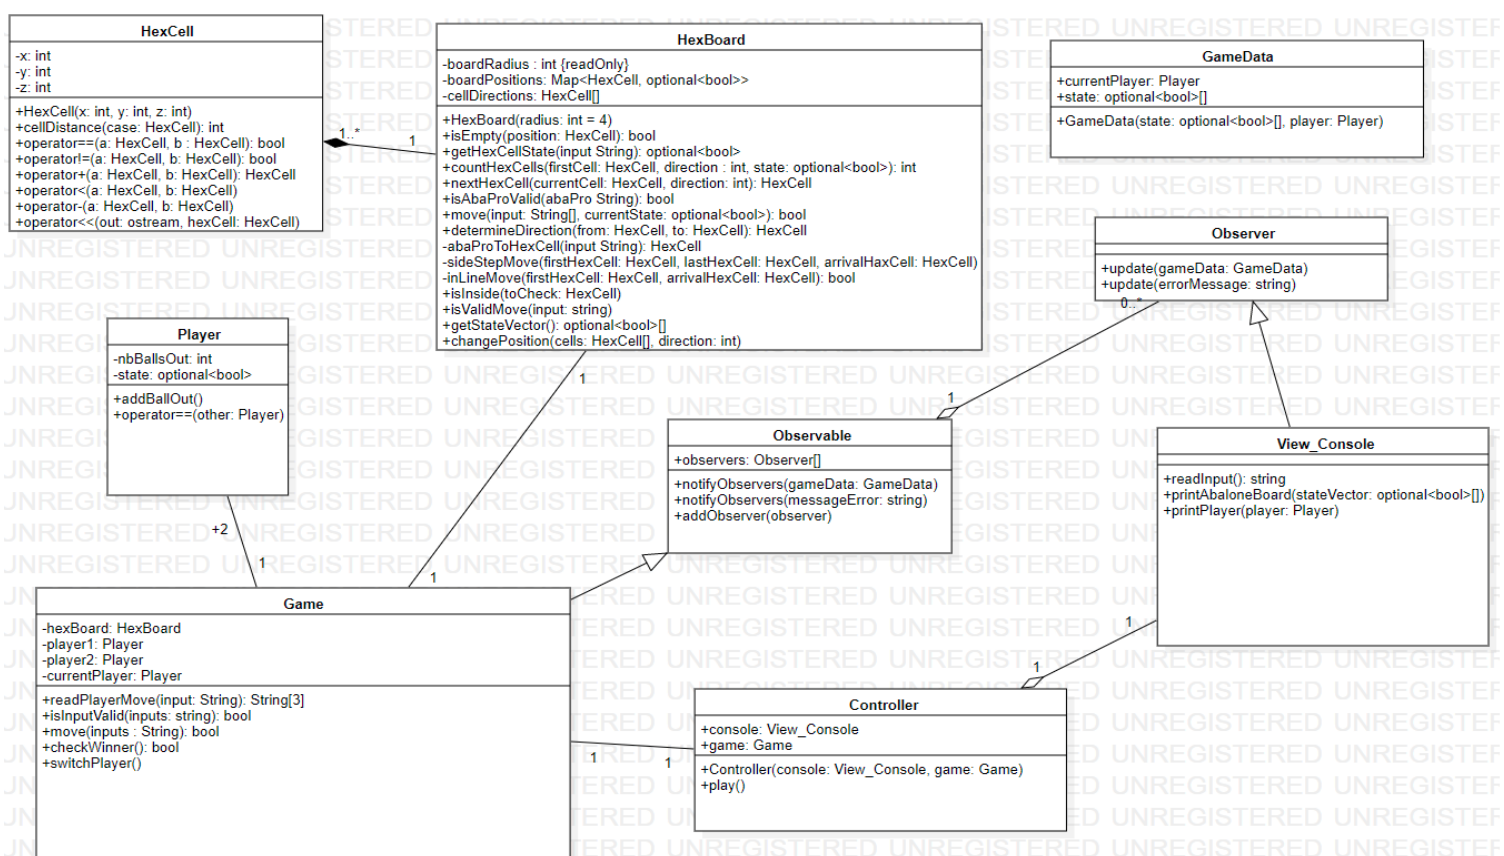 HexCell
-x: int
-y: int
-z: int
+HexCell(x: int, y: int, z: int)
+cellDistance(case: HexCell): int
+operator==(a: HexCell, b : HexCell): bool
+operator!=(a: HexCell, b: HexCell): bool
+operator+(a: HexCell, b: HexCell): HexCell
+operator<(a: HexCell, b: HexCell)
+operator-(a: HexCell, b: HexCell)
+operator<<(out: ostream, hexCell: HexCell)
1..*
1
HexBoard
-boardRadius : int {readOnly}
-boardPositions: Map<HexCell, optional<bool>>
-cellDirections: HexCell[]
+HexBoard(radius: int = 4)
+isEmpty(position: HexCell): bool
+getHexCellState(input String): optional<bool>
+countHexCells(firstCell: HexCell, direction : int, state: optional<bool>): int
+nextHexCell(currentCell: HexCell, direction: int): HexCell
+isAbaProValid(abaPro String): bool
+move(input: String[], currentState: optional<bool>): bool
+determineDirection(from: HexCell, to: HexCell): HexCell
-abaProToHexCell(input String): HexCell
-sideStepMove(firstHexCell: HexCell, lastHexCell: HexCell, arrivalHaxCell: HexCell)
-inLineMove(firstHexCell: HexCell, arrivalHexCell: HexCell): bool
+isInside(toCheck: HexCell)
+isValidMove(input: string)
+getStateVector(): optional<bool>[]
+changePosition(cells: HexCell[], direction: int)
GameData
+currentPlayer: Player
+state: optional<bool>[]
+GameData(state: optional<bool>[], player: Player)
Observer
+update(gameData: GameData)
+update(errorMessage: string)
0..*
1
Player
-nbBallsOut: int
-state: optional<bool>
+addBallOut()
+operator==(other: Player)
+2
1
1
1
Observable
+observers: Observer[]
+notifyObservers(gameData: GameData)
+notifyObservers(messageError: string)
+addObserver(observer)
View_Console
+readInput(): string
+printAbaloneBoard(stateVector: optional<bool>[])
+printPlayer(player: Player)
1
1
Game
-hexBoard: HexBoard
-player1: Player
-player2: Player
-currentPlayer: Player
+readPlayerMove(input: String): String[3]
+isInputValid(inputs: string): bool
+move(inputs : String): bool
+checkWinner(): bool
+switchPlayer()
1
1
Controller
+console: View_Console
+game: Game
+Controller(console: View_Console, game: Game)
+play()